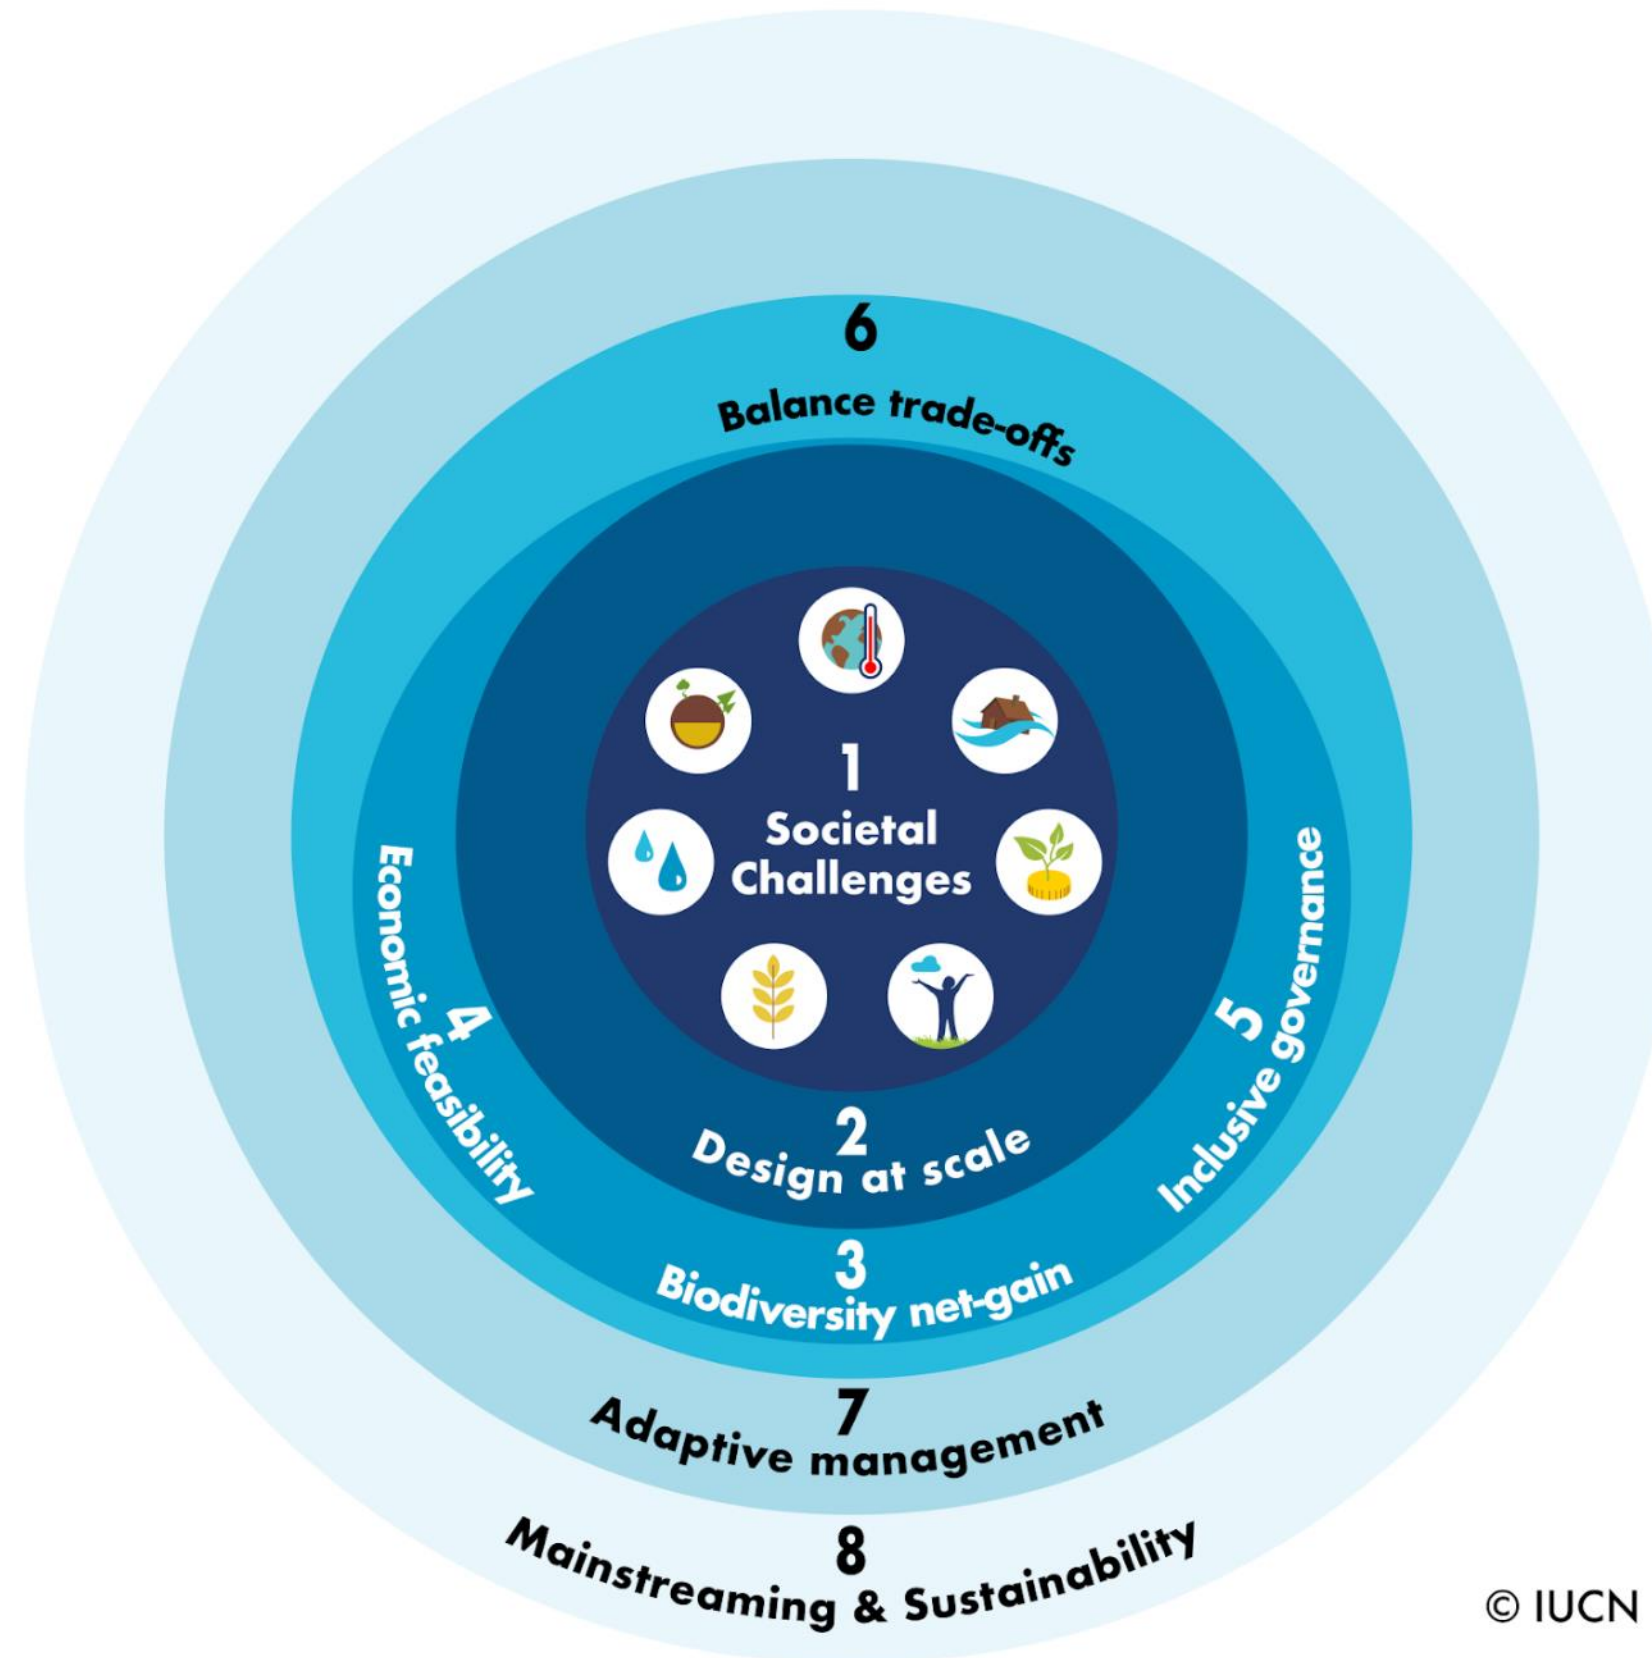 6
Balance trade-offs
1
Societal
Challenges
4
Economic feasibility
5
Inclusive governance
2
Design at scale
3
Biodiversity net-gain
7
Adaptive management
8
Mainstreaming & Sustainability
© IUCN